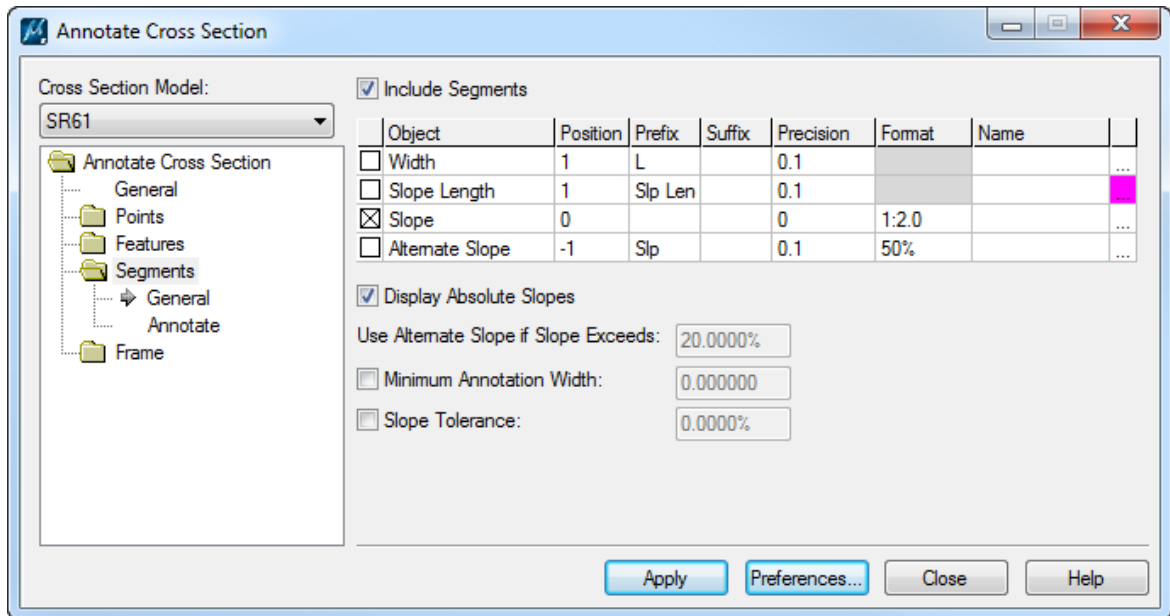 Annotate Cross Section
Cross Section Model:
SR61
Annotate Cross Section
General
Points
Features
Segments
General
Annotate
Frame
Include Segments
Object Position Prefix Suffix Precision Format Name
Width 1 L 0.1 ...
Slope Length 1 Slp Len 0.1 ...
Slope 0 0 1:2.0 ...
Alternate Slope -1 Slp 0.1 50% ...
Display Absolute Slopes
Use Alternate Slope if Slope Exceeds: 20.0000%
Minimum Annotation Width: 0.000000
Slope Tolerance: 0.0000%
Apply Preferences... Close Help